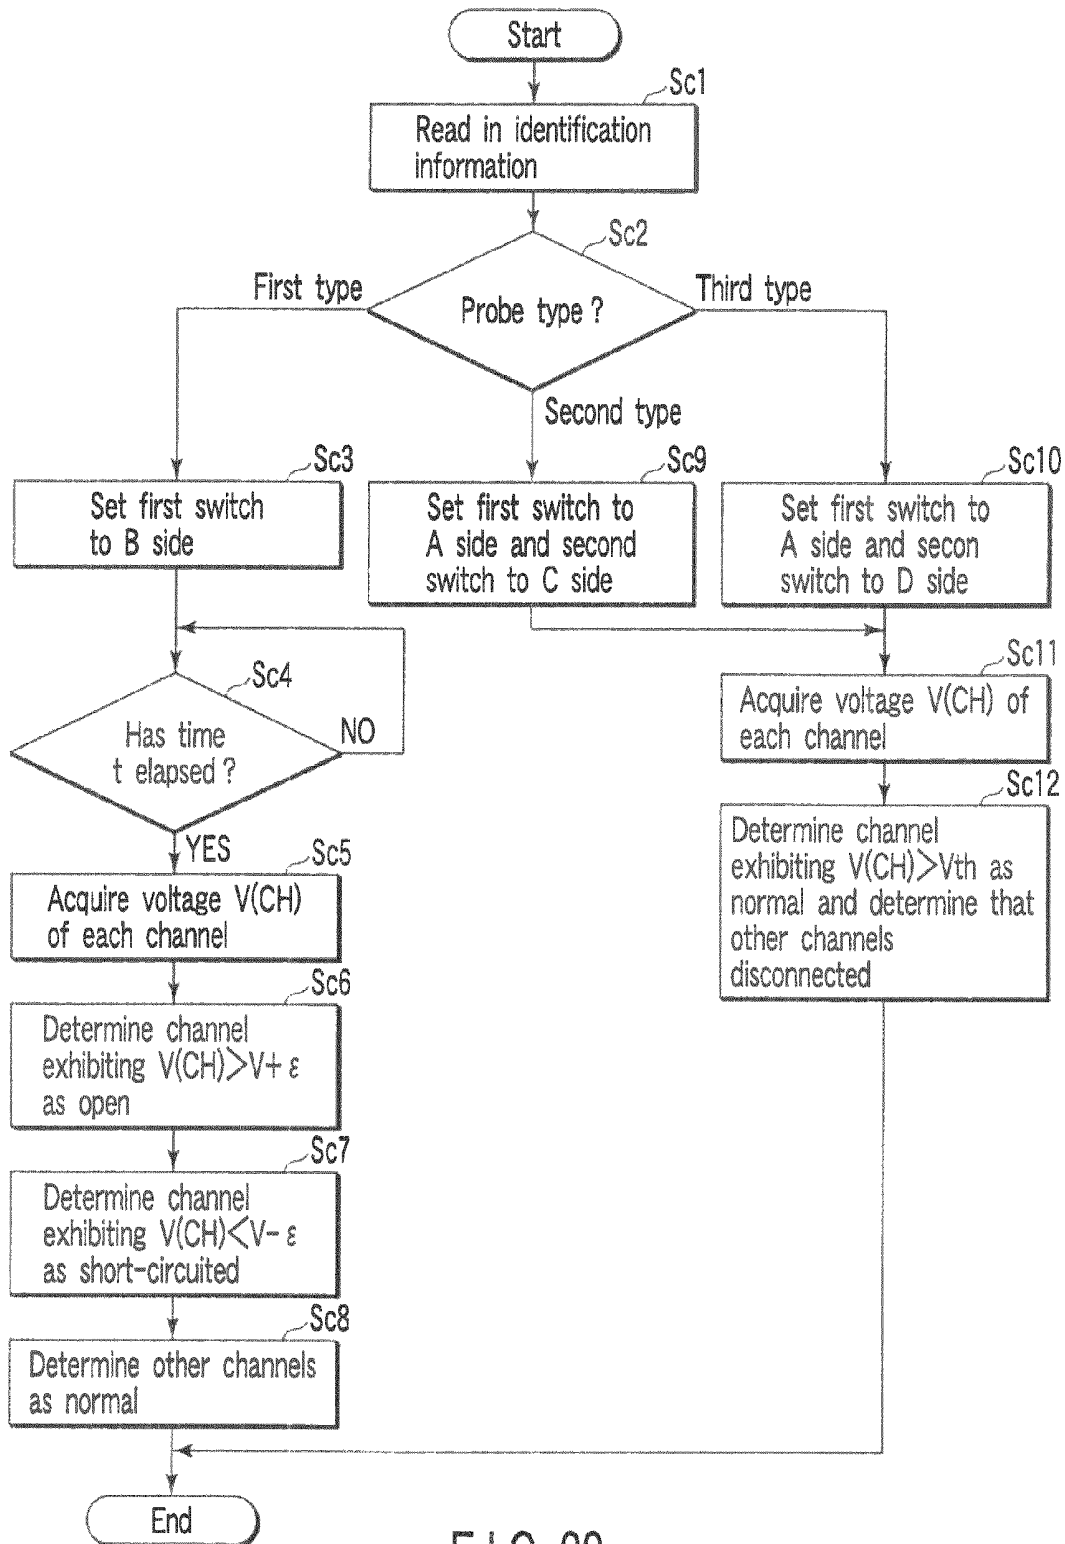 Start
Sc1
Read in identification
information
Sc2
Probe type ?
First type
Third type
Second type
Sc3
Set first switch
to B side
Sc9
Set first switch to
A side and second
switch to C side
Sc10
Set first switch to
A side and secon
switch to D side
Sc4
Has time
t elapsed ?
NO
YES
Sc11
Acquire voltage V(CH) of
each channel
Sc12
Determine channel
exhibiting V(CH)>Vth as
normal and determine that
other channels
disconnected
Sc5
Acquire voltage V(CH)
of each channel
Sc6
Determine channel
exhibiting V(CH)>V+ ε
as open
Sc7
Determine channel
exhibiting V(CH)<V- ε
as short-circuited
Sc8
Determine other channels
as normal
End